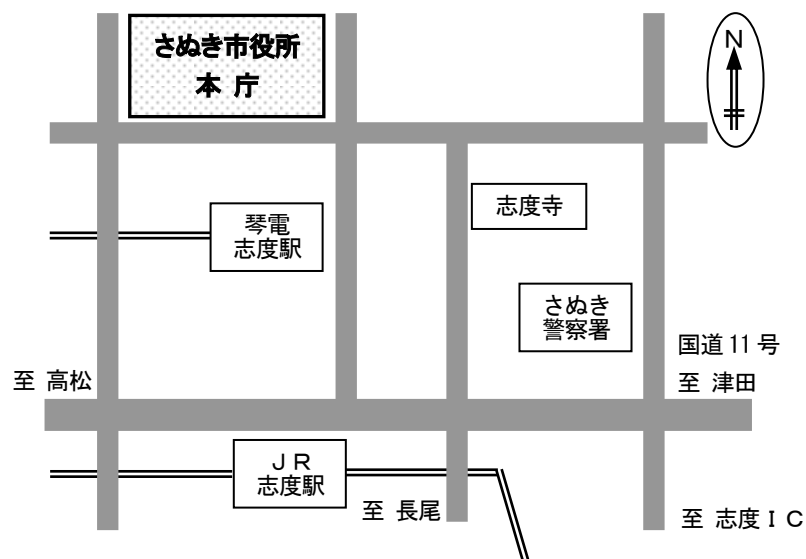 さぬき市役所
本 庁
N
志度寺
琴電
志度駅
さぬき
警察署
国道11号
至 高松
至 津田
ＪＲ
志度駅
至 長尾
至 志度ＩＣ